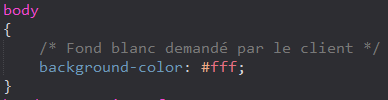 body
{
    /* Fond blanc demandé par le client */
    background-color: #fff;
}